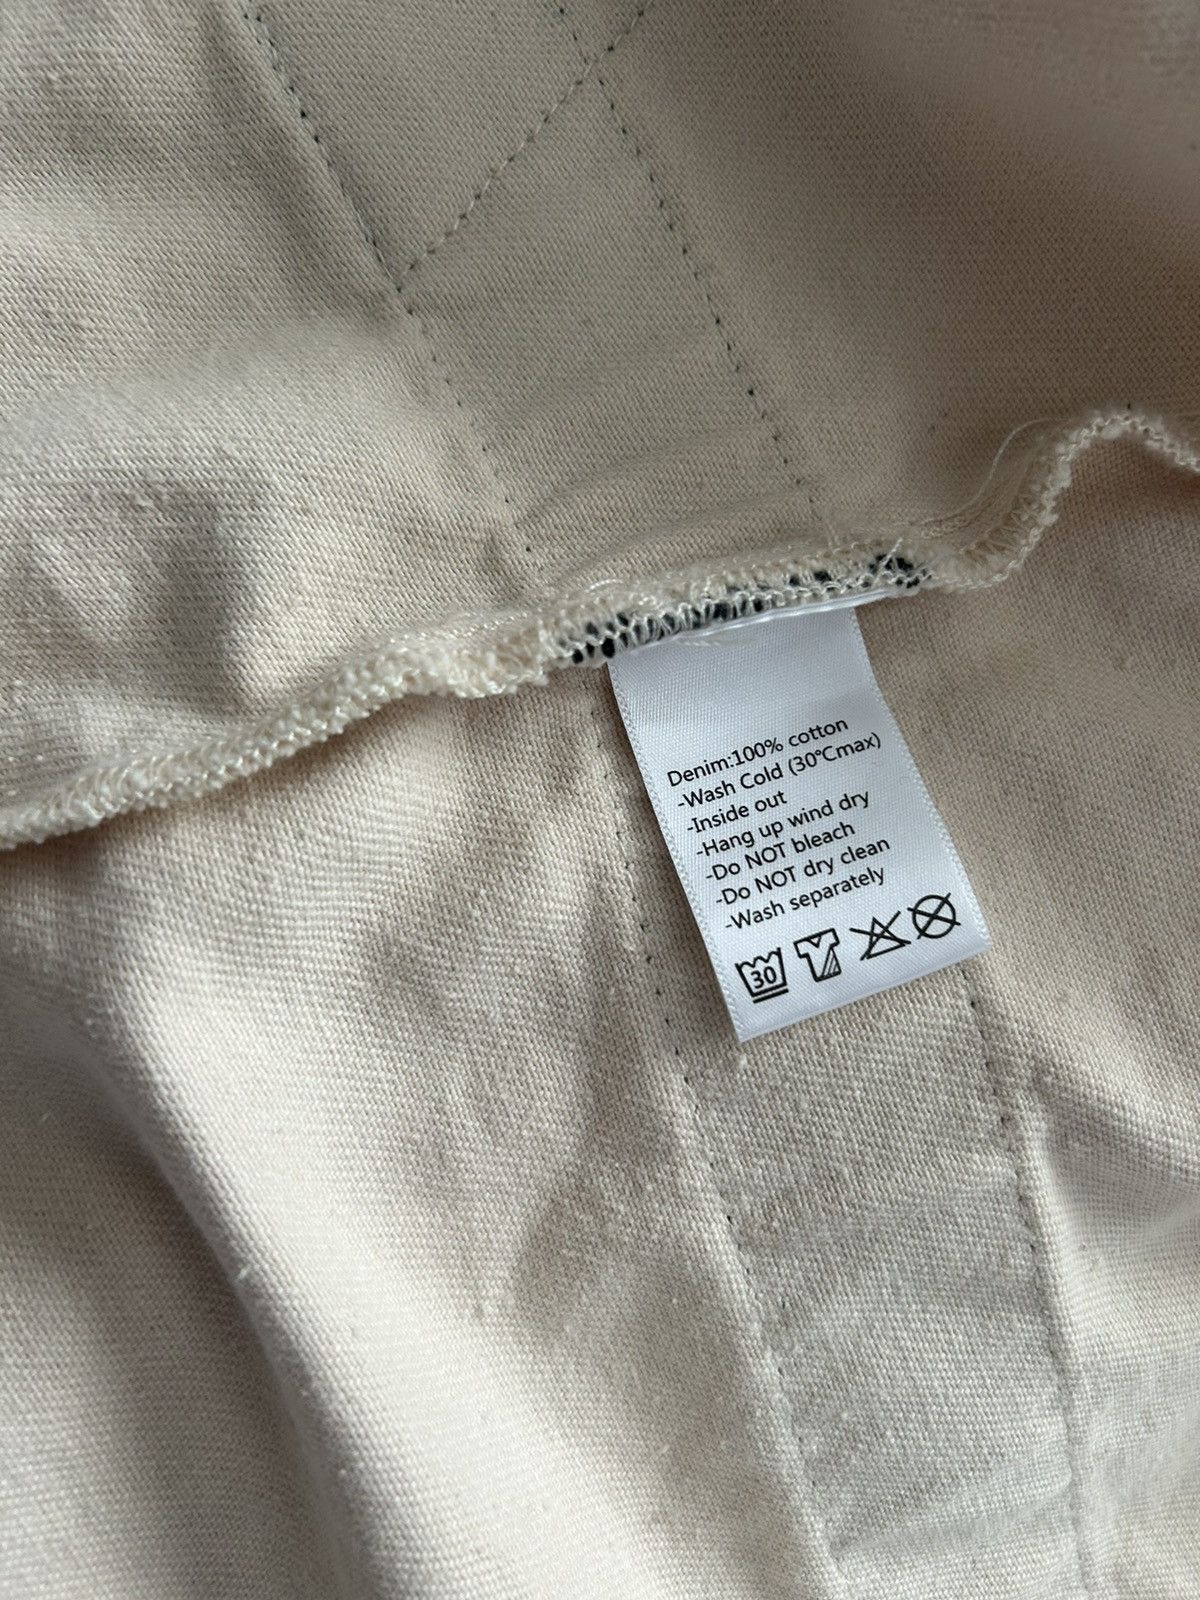 Denim:100% cotton
-Wash Cold (30°Cmax)
-Inside out
-Hang up wind dry
-Do NOT bleach
-Do NOT dry clean
-Wash separately
30